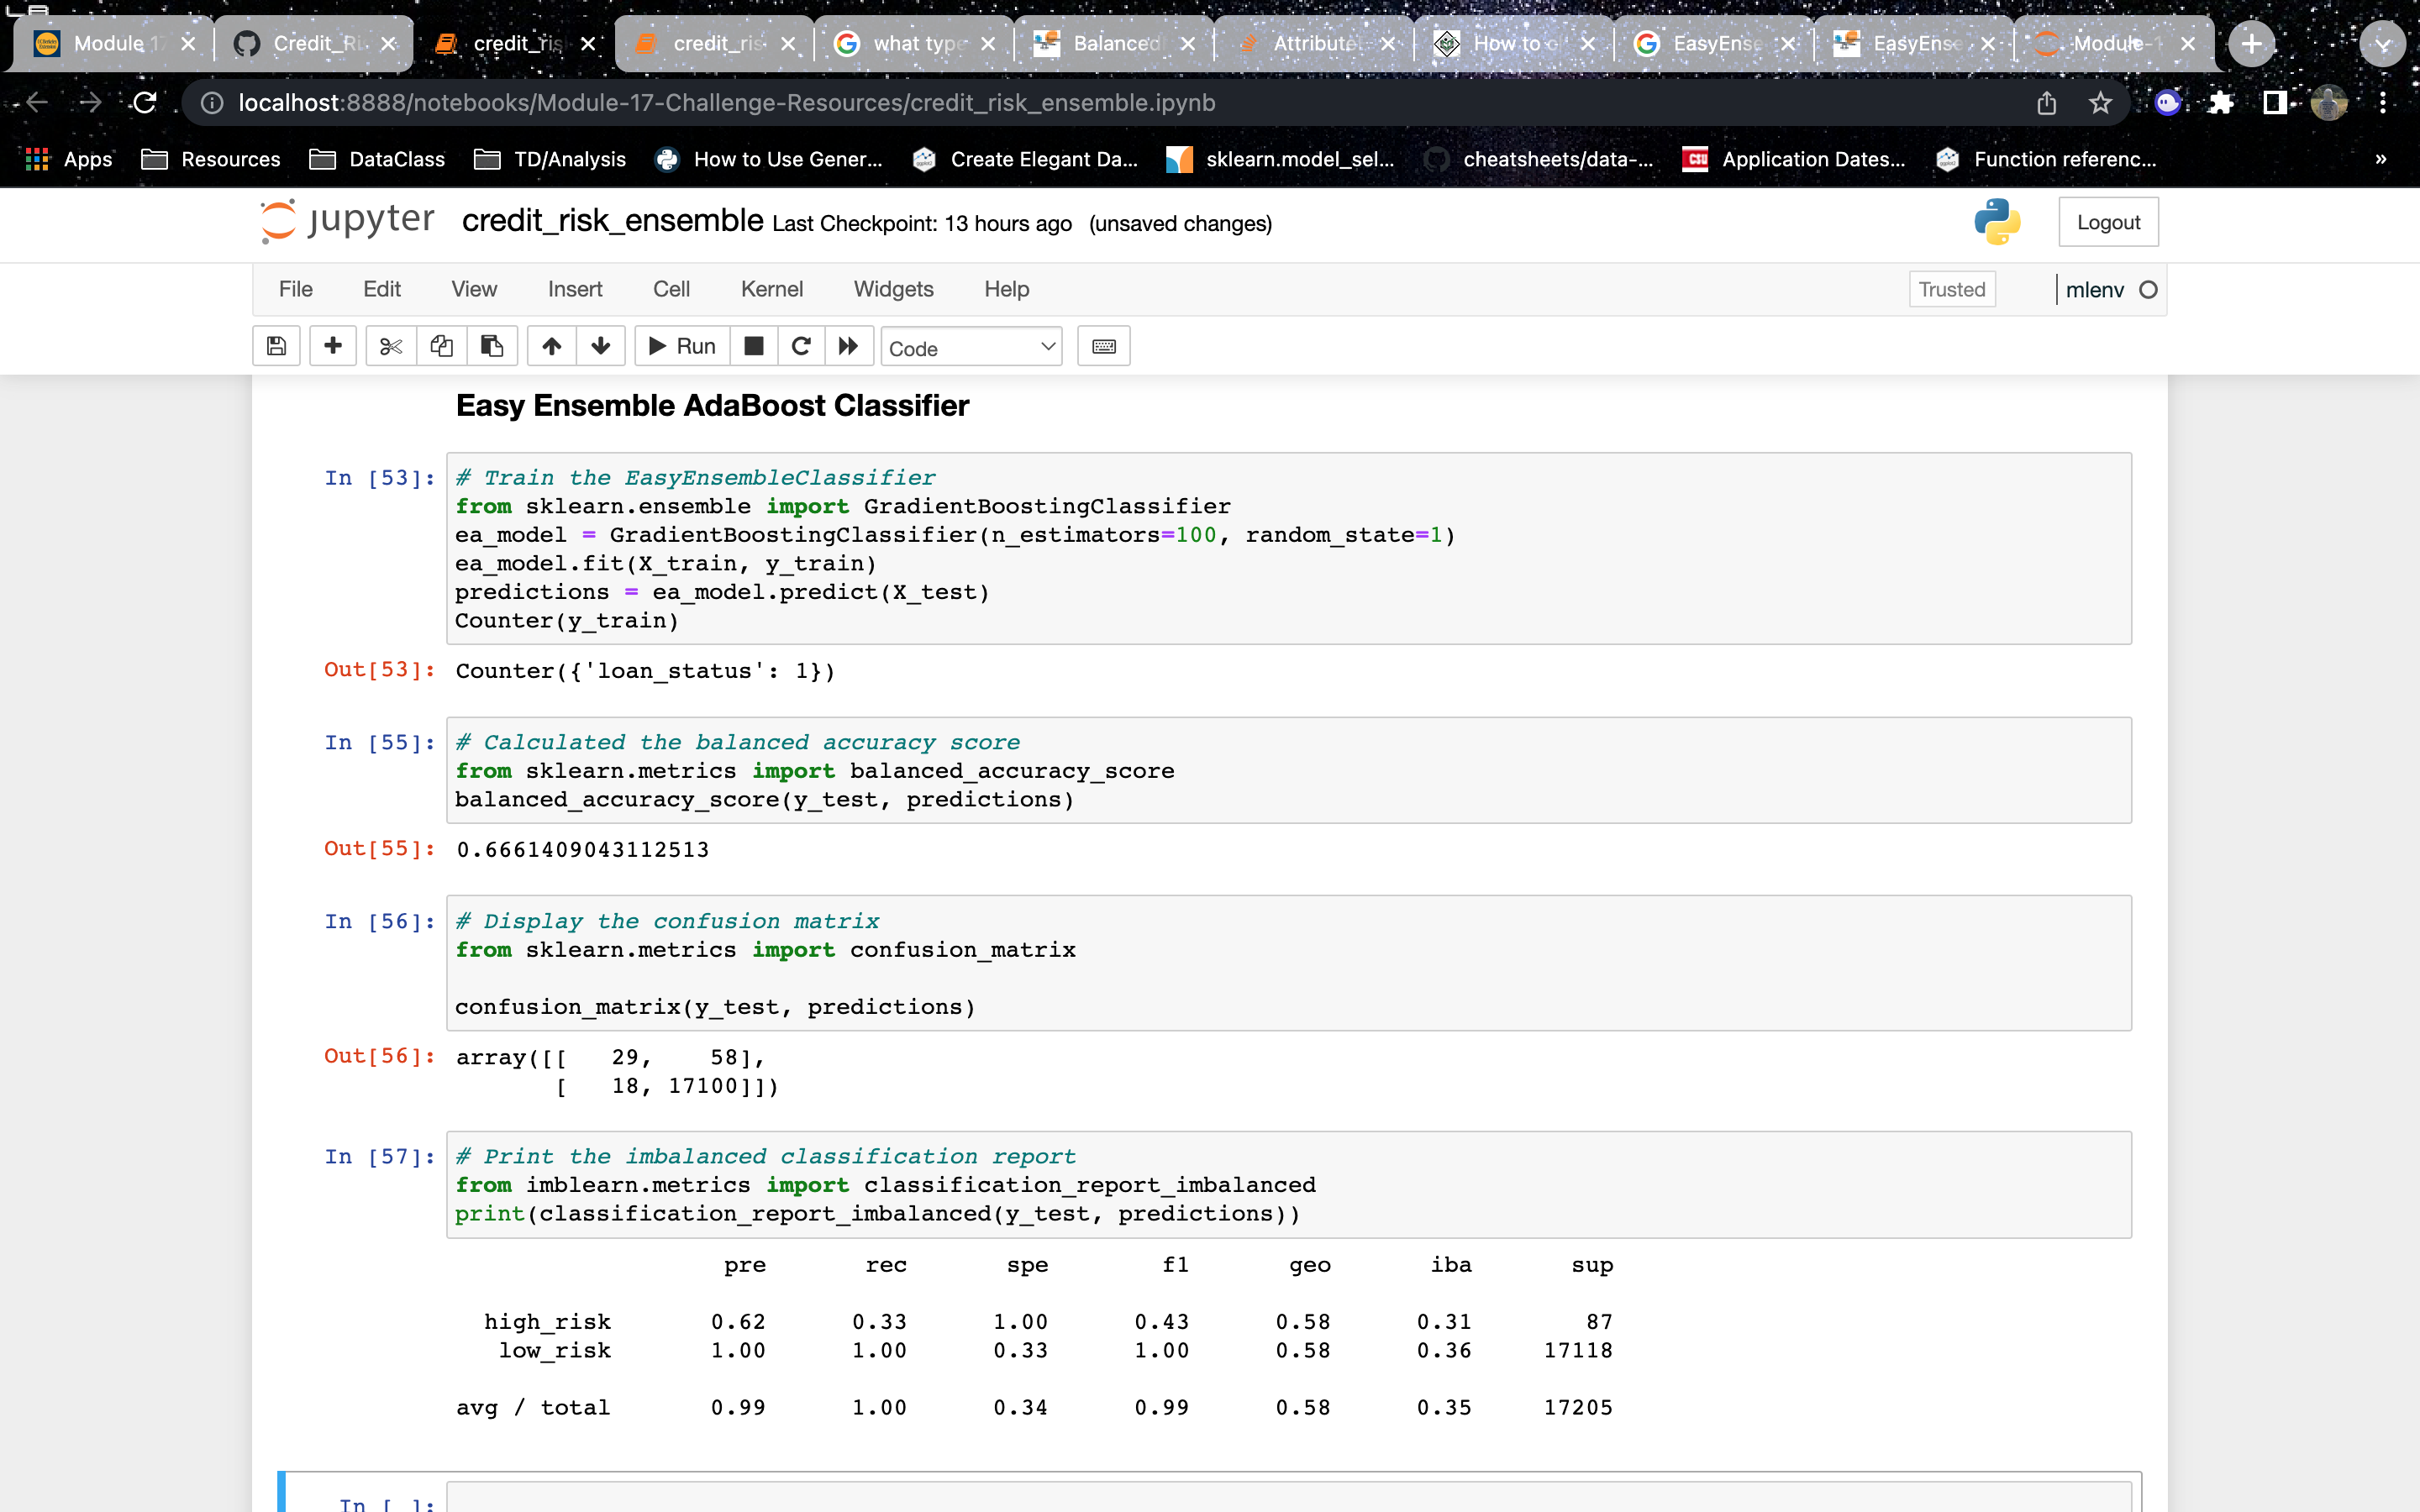 Module 17
Credit_Ri
credit_ris
credit_ris
what type
Balanced
Attribute
How to
EasyEnse
EasyEnse
Module-1
localhost:8888/notebooks/Module-17-Challenge-Resources/credit_risk_ensemble.ipynb
Apps Resources DataClass TD/Analysis How to Use Gener... Create Elegant Da... sklearn.model_sel... cheatsheets/data-... CSU Application Dates... Function referenc... »
jupyter credit_risk_ensemble Last Checkpoint: 13 hours ago (unsaved changes) Logout
File Edit View Insert Cell Kernel Widgets Help Trusted mlenv
Run Code
Easy Ensemble AdaBoost Classifier
In [53]: # Train the EasyEnsembleClassifier
from sklearn.ensemble import GradientBoostingClassifier
ea_model = GradientBoostingClassifier(n_estimators=100, random_state=1)
ea_model.fit(X_train, y_train)
predictions = ea_model.predict(X_test)
Counter(y_train)
Out[53]: Counter({'loan_status': 1})
In [55]: # Calculated the balanced accuracy score
from sklearn.metrics import balanced_accuracy_score
balanced_accuracy_score(y_test, predictions)
Out[55]: 0.6661409043112513
In [56]: # Display the confusion matrix
from sklearn.metrics import confusion_matrix
confusion_matrix(y_test, predictions)
Out[56]: array([[ 29, 58],
[ 18, 17100]])
In [57]: # Print the imbalanced classification report
from imblearn.metrics import classification_report_imbalanced
print(classification_report_imbalanced(y_test, predictions))
pre rec spe f1 geo iba sup
high_risk 0.62 0.33 1.00 0.43 0.58 0.31 87
low_risk 1.00 1.00 0.33 1.00 0.58 0.36 17118
avg / total 0.99 1.00 0.34 0.99 0.58 0.35 17205
In [ ]: